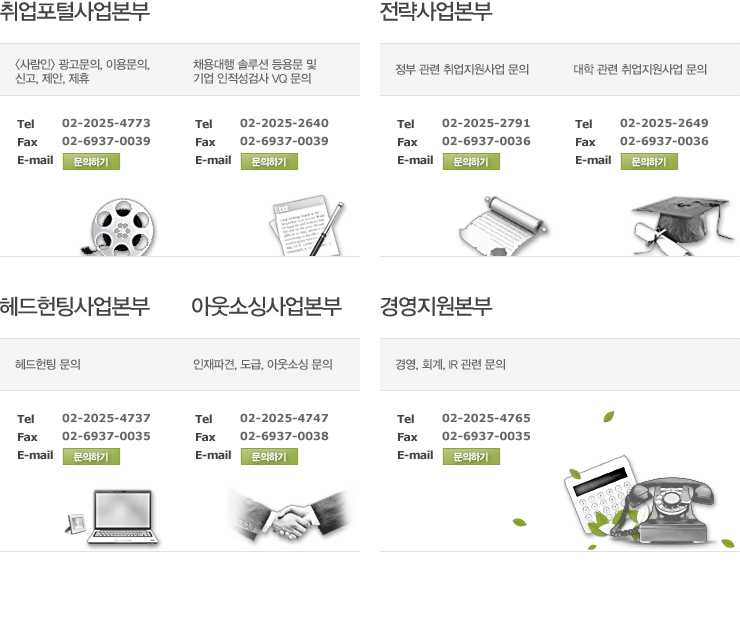 취업포털사업본부
전략사업본부
〈사람인〉 광고문의, 이용문의,
신고, 제안, 제휴
채용대행 솔루션 등용문 및
기업 인적성검사 VQ 문의
정부 관련 취업지원사업 문의
대학 관련 취업지원사업 문의
Tel 02-2025-4773
Fax 02-6937-0039
E-mail 문의하기
Tel 02-2025-2640
Fax 02-6937-0039
E-mail 문의하기
Tel 02-2025-2791
Fax 02-6937-0036
E-mail 문의하기
Tel 02-2025-2649
Fax 02-6937-0036
E-mail 문의하기
헤드헌팅사업본부
아웃소싱사업본부
경영지원본부
헤드헌팅 문의
인재파견, 도급, 아웃소싱 문의
경영, 회계, IR 관련 문의
Tel 02-2025-4737
Fax 02-6937-0035
E-mail 문의하기
Tel 02-2025-4747
Fax 02-6937-0038
E-mail 문의하기
Tel 02-2025-4765
Fax 02-6937-0035
E-mail 문의하기